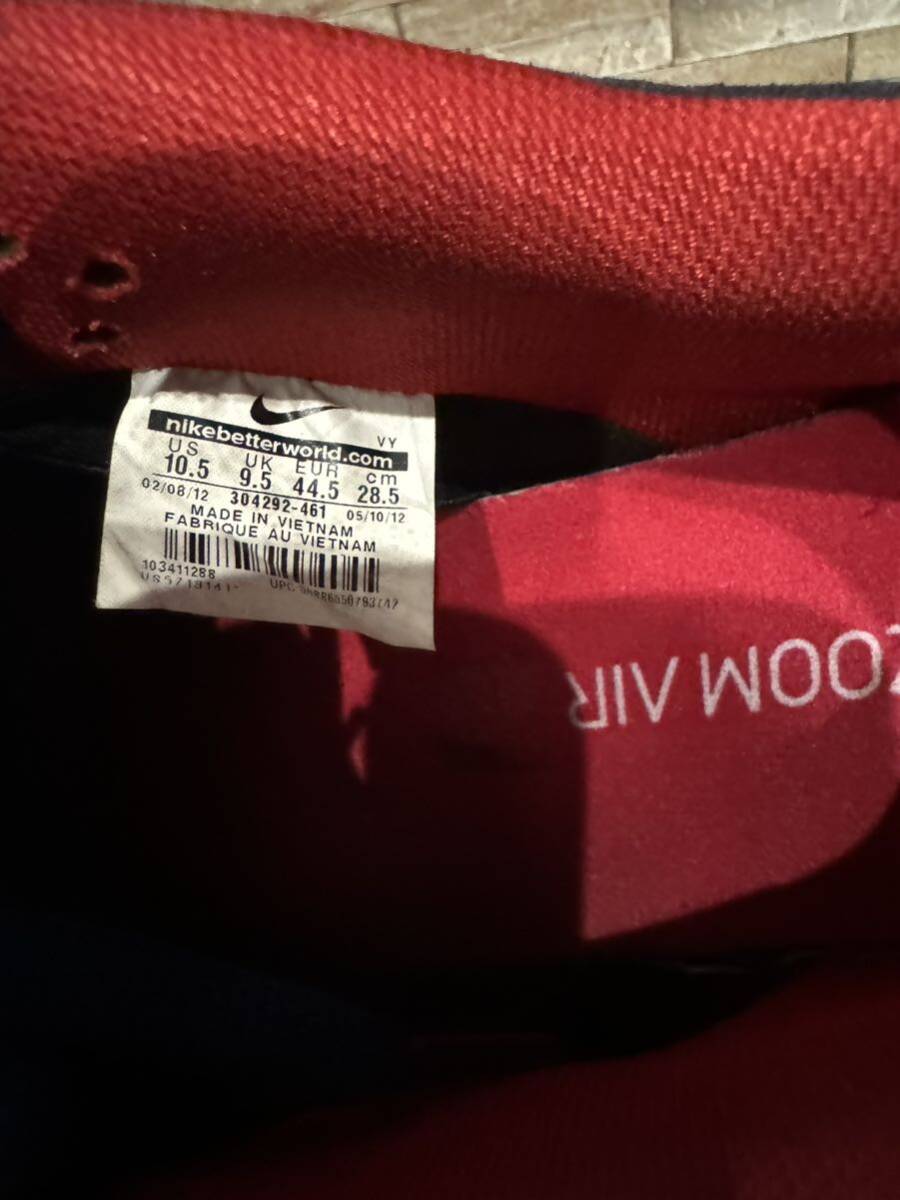 nikebetterworld.com
VY
US UK EUR cm
10.5 9.5 44.5 28.5
02/08/12 304292-461 05/10/12
MADE IN VIETNAM
FABRIQUE AU VIETNAM
103411288
UPC
ZOOM AIR